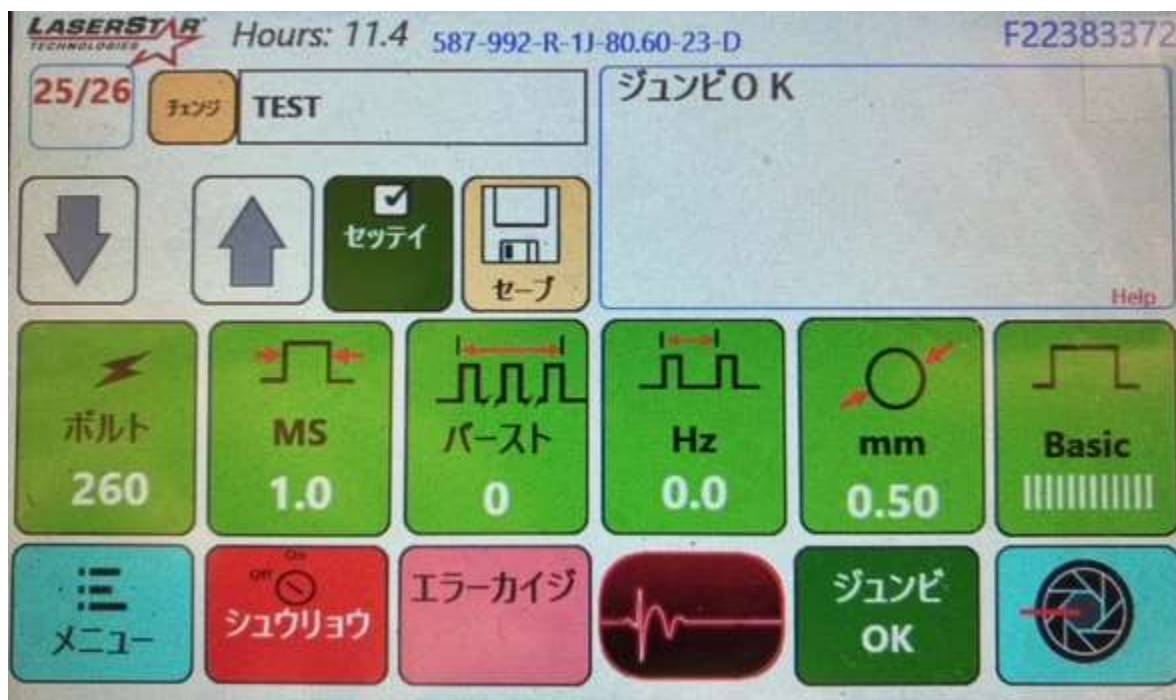 LASERSTAR
TECHNOLOGIES
Hours: 11.4
587-992-R-1J-80.60-23-D
F22383372
25/26
チェンジ
TEST
ジュンビOK
セッテイ
セーブ
Help
ボルト
260
MS
1.0
バースト
0
Hz
0.0
mm
0.50
Basic
メニュー
On
Off
シュウリョウ
エラーカイジ
ジュンビ
OK